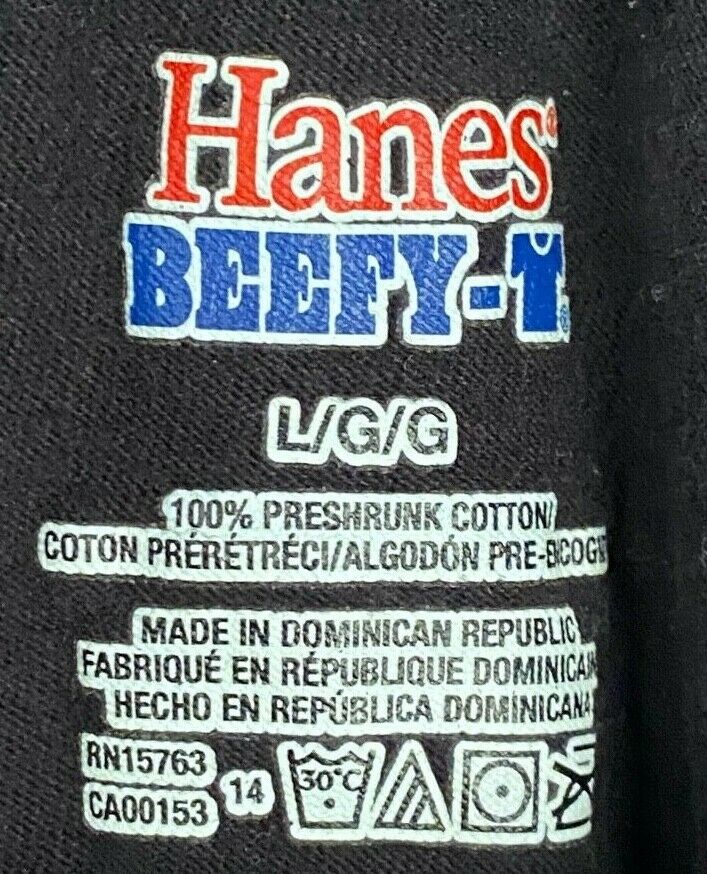 Hanes®
BEEFY-T®
L/G/G
100% PRESHRUNK COTTON/
COTON PRÉRÉTRÉCI/ALGODÓN
MADE IN DOMINICAN REPUBLIC
FABRIQUÉ EN RÉPUBLIQUE
HECHO EN REPÚBLICA DOMINICANA
RN15763
CA00153
14
30°C